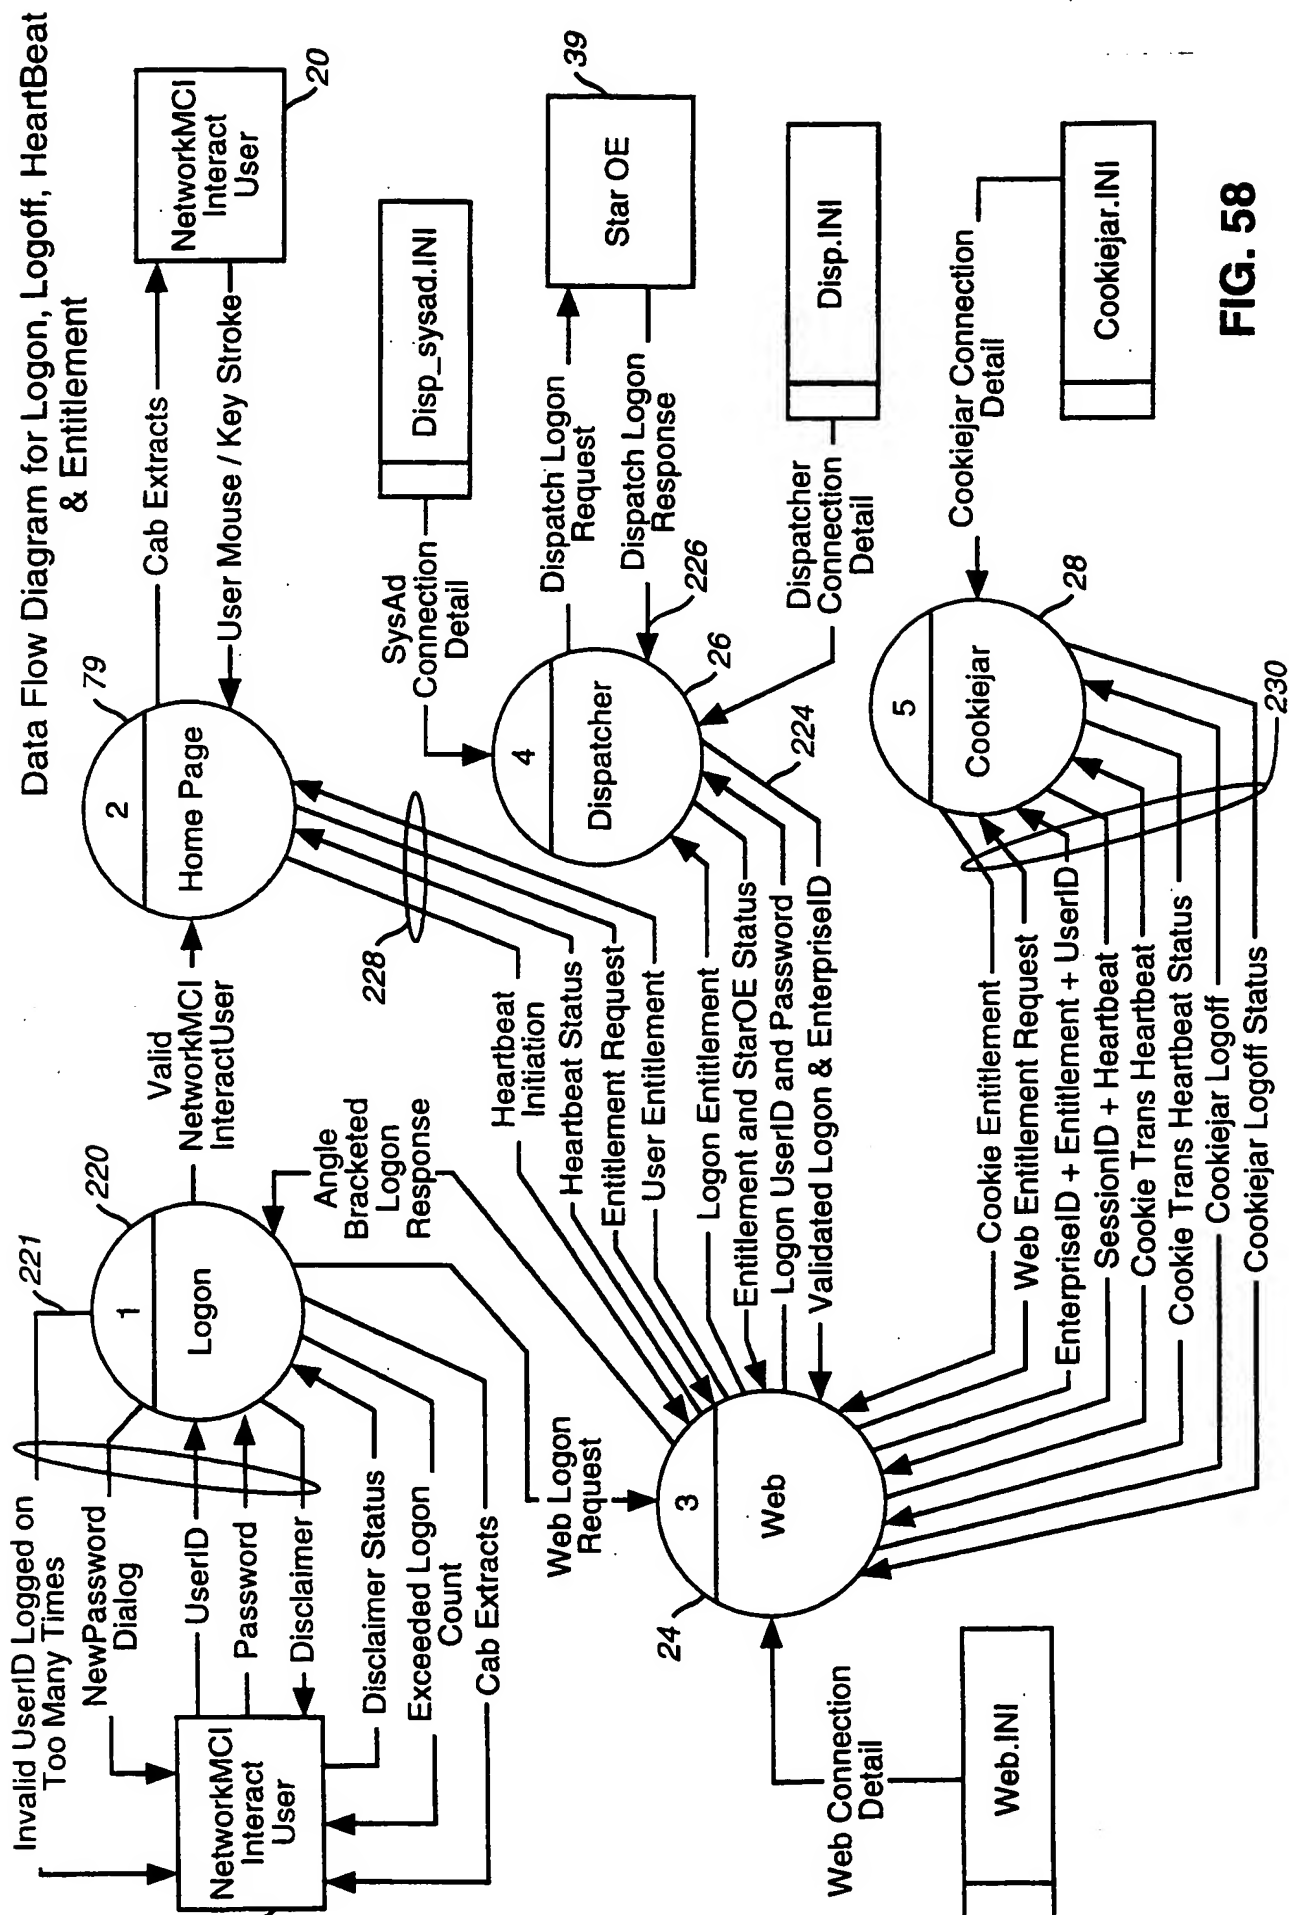 Data Flow Diagram for Logon, Logoff, HeartBeat
& Entitlement
Invalid UserID Logged on
Too Many Times
221
NewPassword
Dialog
UserID
Password
Disclaimer
Disclaimer Status
Exceeded Logon
Count
Cab Extracts
NetworkMCI
Interact
User
220
1
Logon
Valid
NetworkMCI
InteractUser
79
2
Home Page
Cab Extracts
User Mouse / Key Stroke
NetworkMCI
Interact
User
20
Angle
Bracketed
Logon
Response
Web Logon
Request
228
Heartbeat
Initiation
Heartbeat Status
Entitlement Request
User Entitlement
SysAd
Connection
Detail
Disp_sysad.INI
4
Dispatcher
26
Dispatch Logon
Request
Dispatch Logon
Response
226
Star OE
39
Logon Entitlement
Entitlement and StarOE Status
Logon UserID and Password
Validated Logon & EnterpriseID
224
Dispatcher
Connection
Detail
Disp.INI
24
3
Web
Web Connection
Detail
Web.INI
Cookie Entitlement
Web Entitlement Request
EnterpriseID + Entitlement + UserID
SessionID + Heartbeat
Cookie Trans Heartbeat
Cookie Trans Heartbeat Status
Cookiejar Logoff
Cookiejar Logoff Status
5
Cookiejar
28
230
Cookiejar Connection
Detail
Cookiejar.INI
FIG. 58